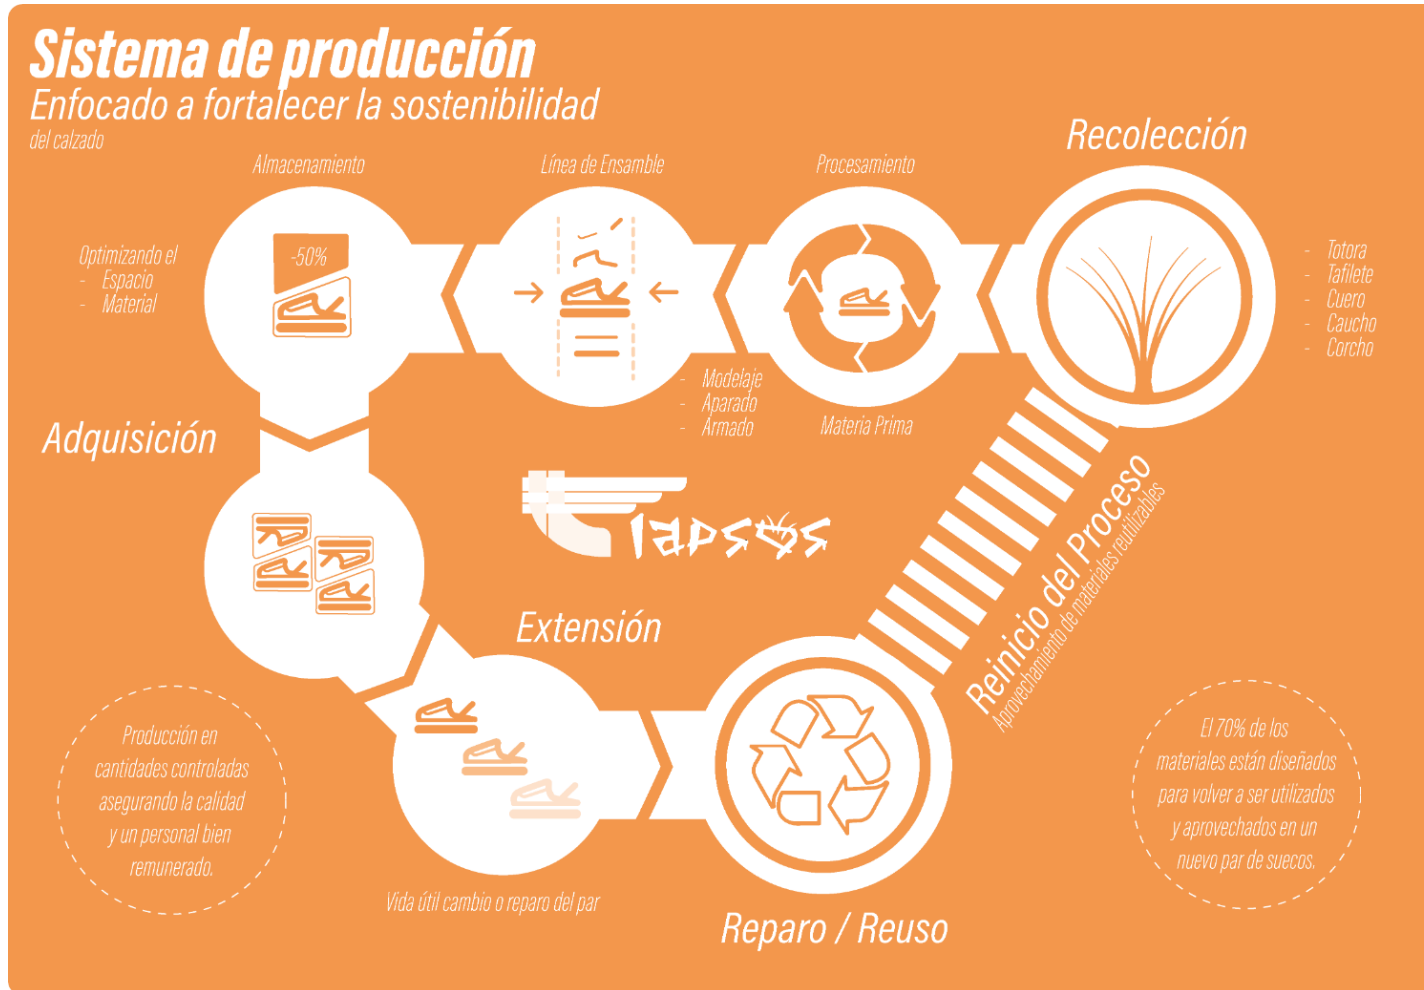 Sistema de producción
Enfocado a fortalecer la sostenibilidad
del calzado
Almacenamiento
Línea de Ensamble
Procesamiento
Recolección
Optimizando el
- Espacio
- Material
-50%
- Totora
- Tafilete
- Cuero
- Caucho
- Corcho
- Modelaje
- Aparado
- Armado
Materia Prima
Adquisición
lapsos
Reinicio del Proceso
Aprovechamiento de materiales reutilizables
Extensión
Producción en
cantidades controladas
asegurando la calidad
y un personal bien
remunerado.
El 70% de los
materiales están diseñados
para volver a ser utilizados
y aprovechados en un
nuevo par de suecos.
Vida útil cambio o reparo del par
Reparo / Reuso